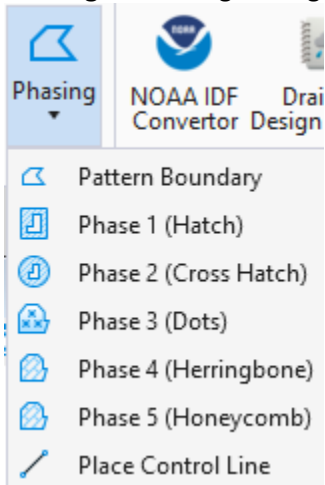 Phasing
NOAA IDF
Convertor
Design
Pattern Boundary
Phase 1 (Hatch)
Phase 2 (Cross Hatch)
Phase 3 (Dots)
Phase 4 (Herringbone)
Phase 5 (Honeycomb)
Place Control Line